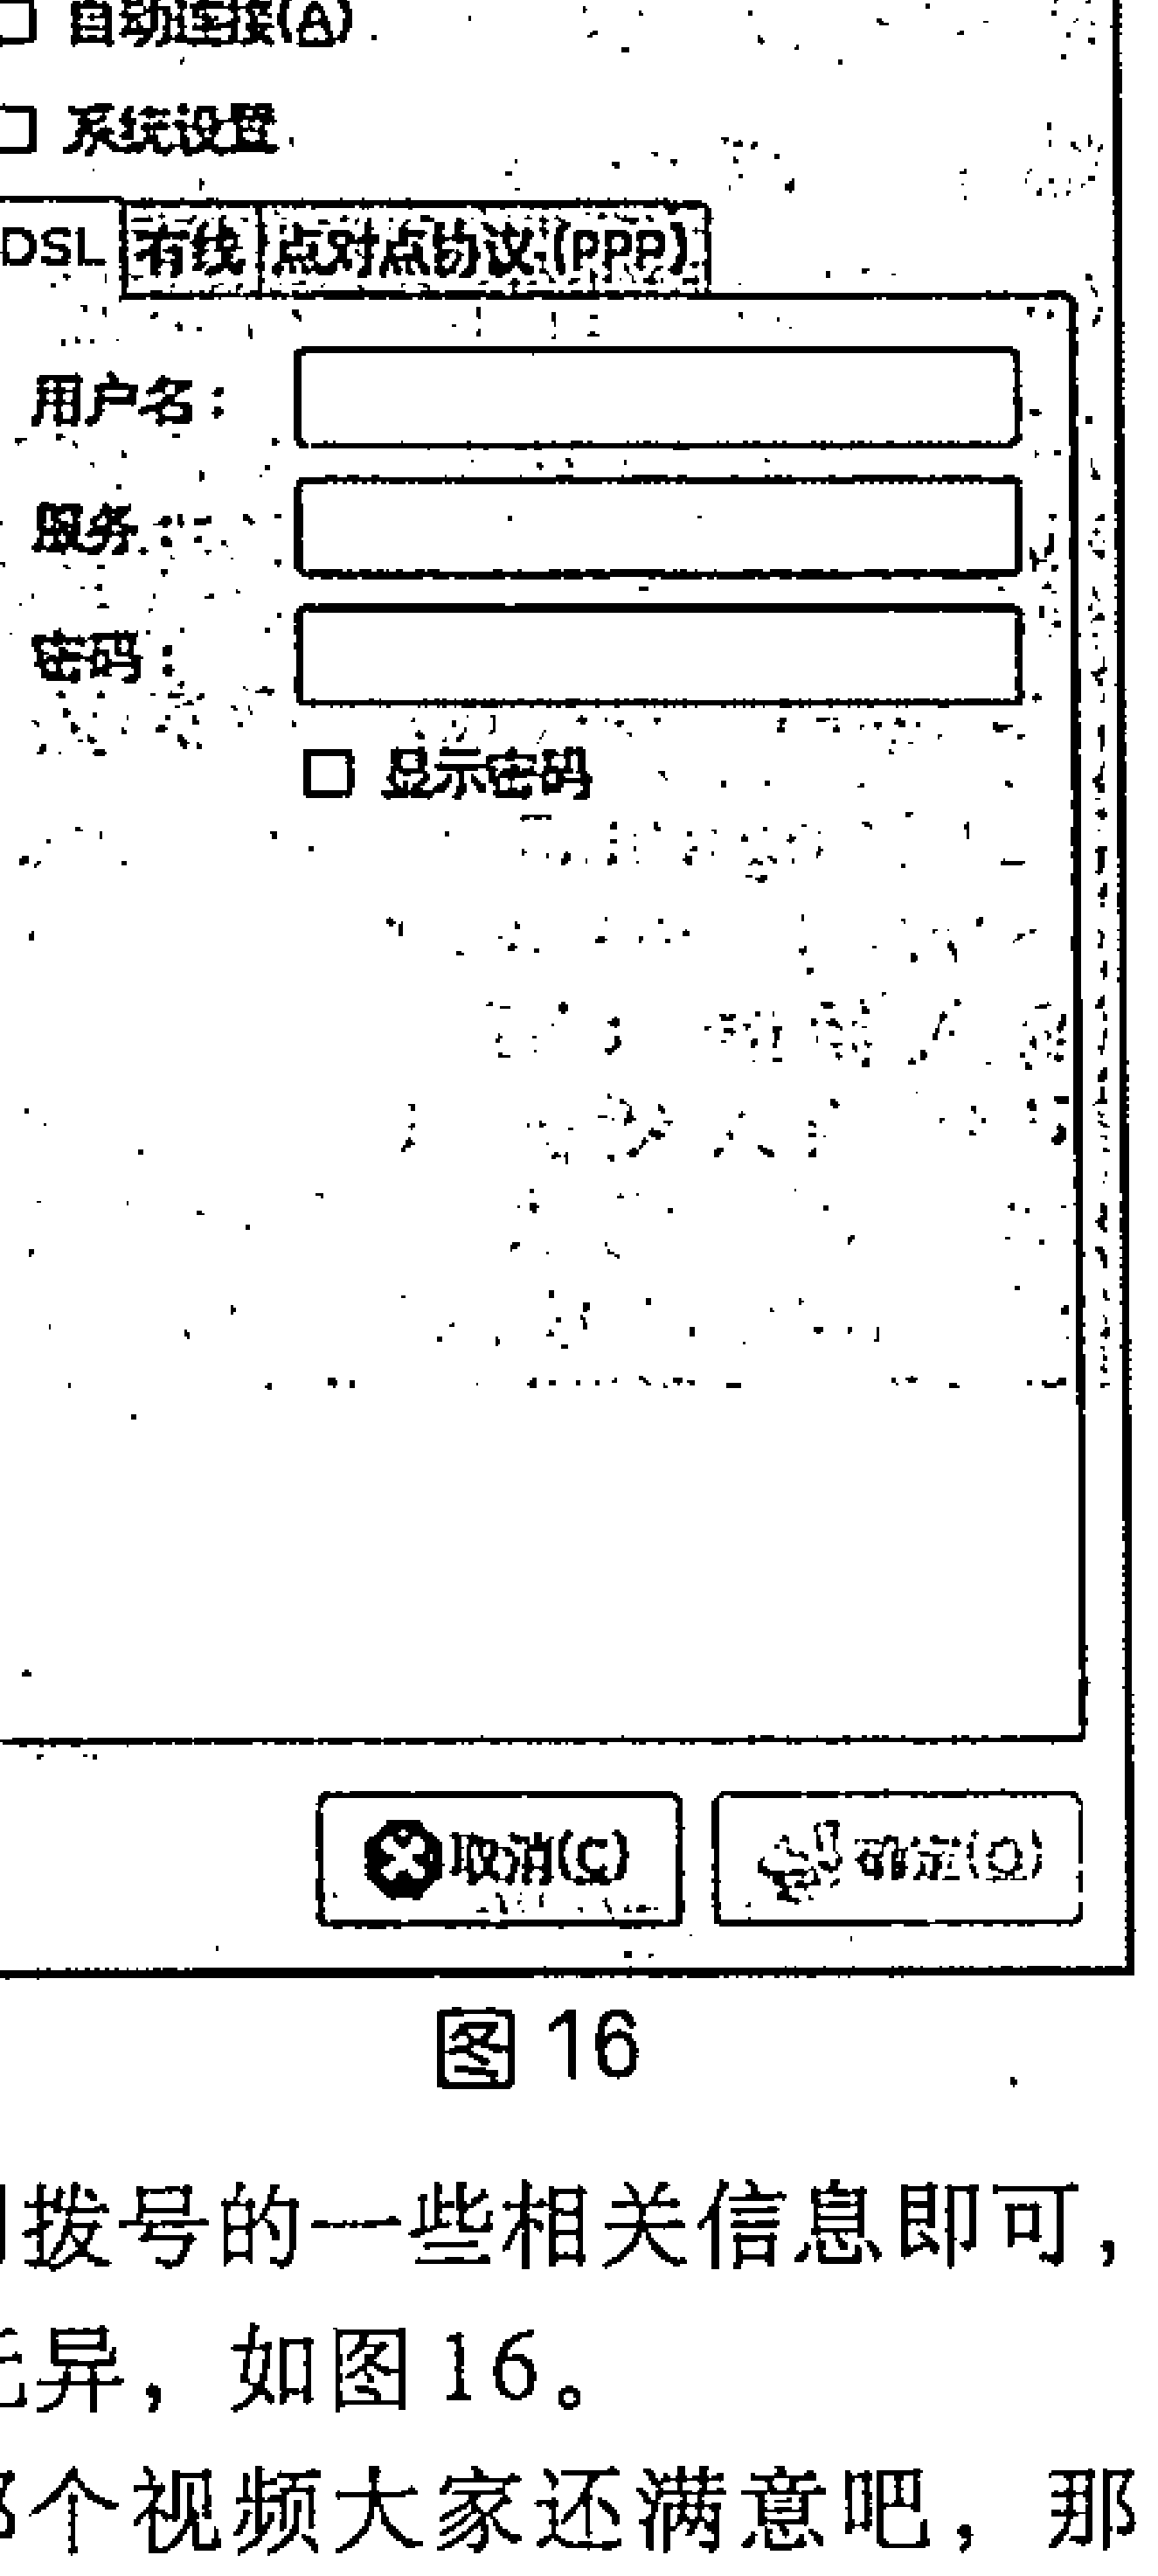 自动连接(A)
系统设置
DSL 有线 点对点协议 (PPP)
用户名：
服务：
密码：
显示密码
取消(C) 确定(O)
图 16
拨号的一些相关信息即可，
异，如图 16。
个视频大家还满意吧，那